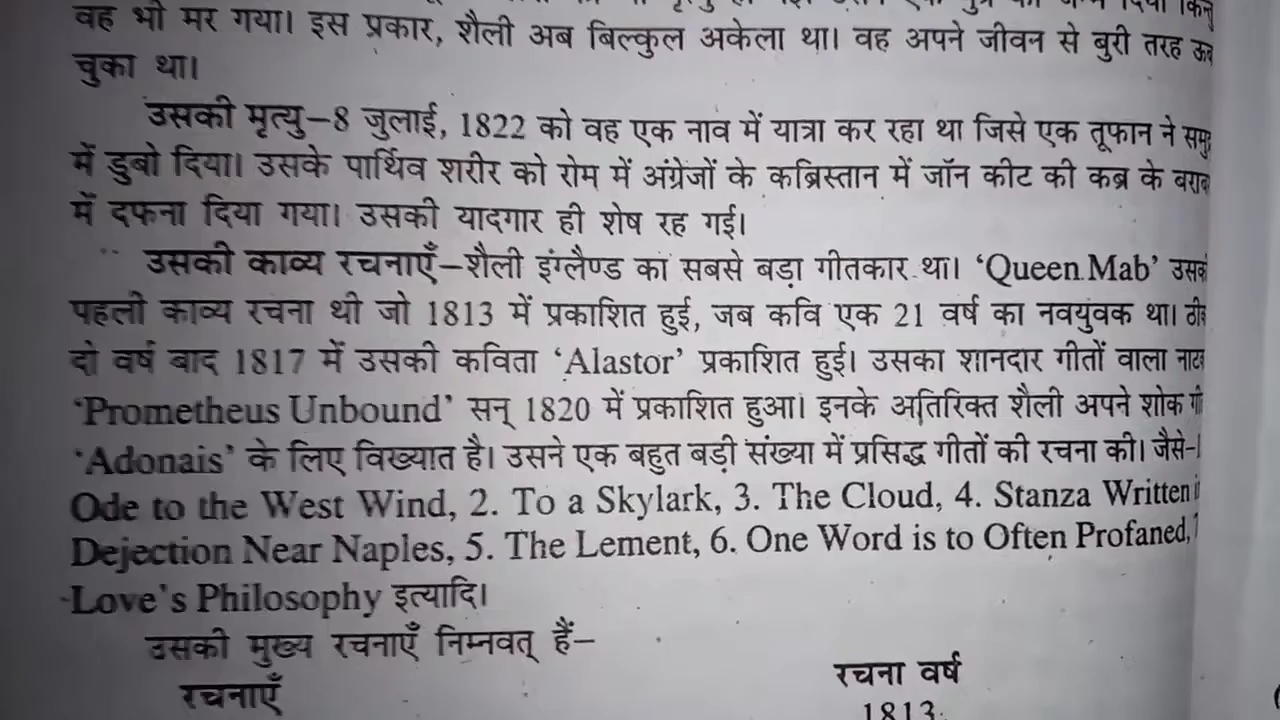 वह भी मर गया। इस प्रकार, शैली अब बिल्कुल अकेला था। वह अपने जीवन से बुरी तरह ऊब
चुका था।
उसकी मृत्यु–8 जुलाई, 1822 को वह एक नाव में यात्रा कर रहा था जिसे एक तूफान ने
में डुबो दिया। उसके पार्थिव शरीर को रोम में अंग्रेजों के कब्रिस्तान में जॉन कीट की कब्र के
में दफना दिया गया। उसकी यादगार ही शेष रह गई।
उसकी काव्य रचनाएँ–शैली इंग्लैण्ड का सबसे बड़ा गीतकार था। ‘Queen Mab’
पहली काव्य रचना थी जो 1813 में प्रकाशित हुई, जब कवि एक 21 वर्ष का नवयुवक था।
दो वर्ष बाद 1817 में उसकी कविता ‘Alastor’ प्रकाशित हुई। उसका शानदार गीतों वाला
‘Prometheus Unbound’ सन् 1820 में प्रकाशित हुआ। इनके अतिरिक्त शैली अपने शोक
‘Adonais’ के लिए विख्यात है। उसने एक बहुत बड़ी संख्या में प्रसिद्ध गीतों की रचना की। जैसे–
Ode to the West Wind, 2. To a Skylark, 3. The Cloud, 4. Stanza Written
Dejection Near Naples, 5. The Lement, 6. One Word is to Often Profaned,
Love's Philosophy इत्यादि।
उसकी मुख्य रचनाएँ निम्नवत् हैं–
रचनाएँ रचना वर्ष
1813